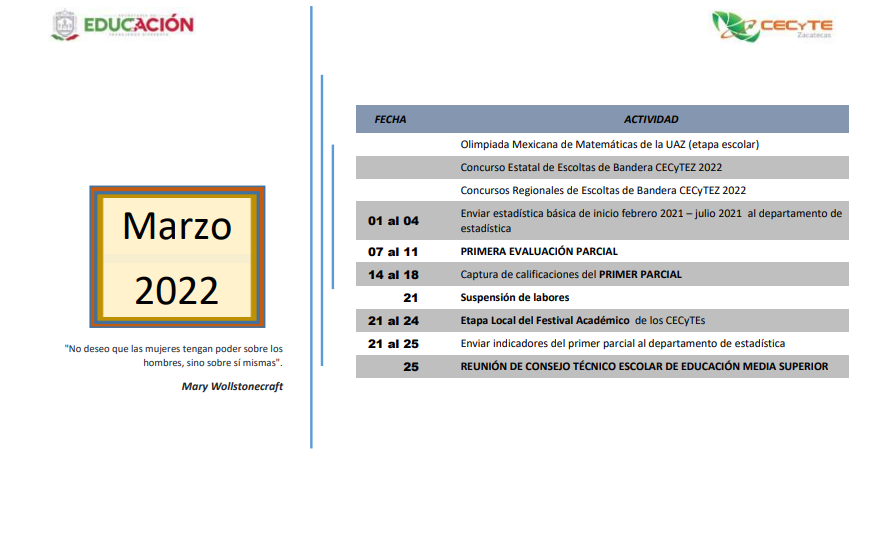 EDUCACIÓN
CECyTE
Zacatecas
Marzo
2022
"No deseo que las mujeres tengan poder sobre los
hombres, sino sobre sí mismas".
Mary Wollstonecraft
FECHA ACTIVIDAD
Olimpiada Mexicana de Matemáticas de la UAZ (etapa escolar)
Concurso Estatal de Escoltas de Bandera CECyTEZ 2022
Concursos Regionales de Escoltas de Bandera CECyTEZ 2022
01 al 04 Enviar estadística básica de inicio febrero 2021 – julio 2021 al departamento de
estadística
07 al 11 PRIMERA EVALUACIÓN PARCIAL
14 al 18 Captura de calificaciones del PRIMER PARCIAL
21 Suspensión de labores
21 al 24 Etapa Local del Festival Académico de los CECyTEs
21 al 25 Enviar indicadores del primer parcial al departamento de estadística
25 REUNIÓN DE CONSEJO TÉCNICO ESCOLAR DE EDUCACIÓN MEDIA SUPERIOR